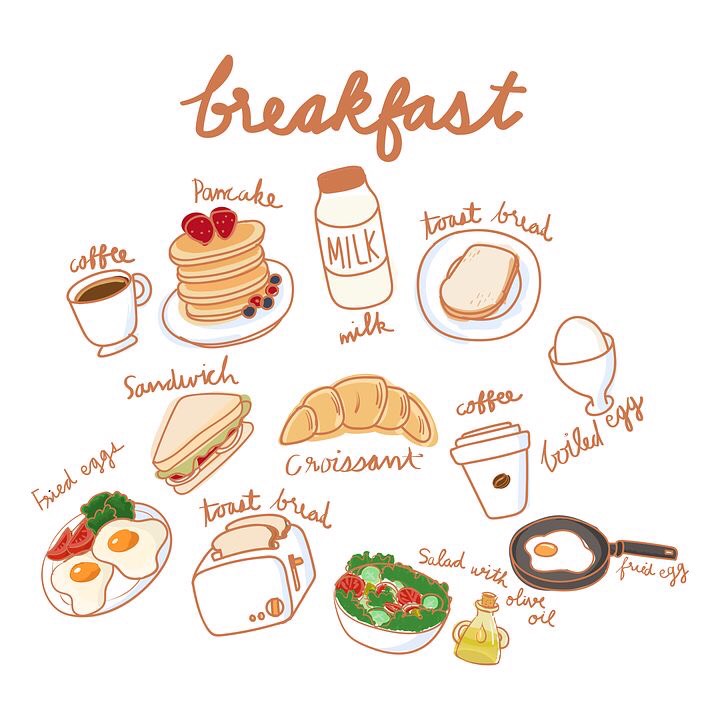 breakfast
Pancake
coffee
MILK
milk
toast bread
Sandwich
Croissant
coffee
boiled egg
Fried eggs
toast bread
Salad with
olive
oil
fried egg